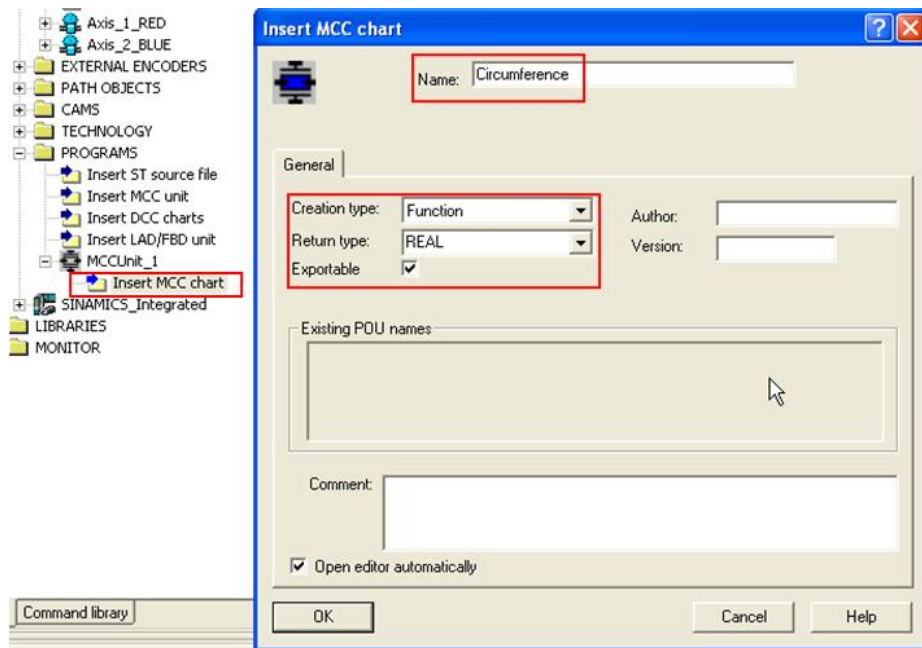 Axis_1_RED
Axis_2_BLUE
EXTERNAL ENCODERS
PATH OBJECTS
CAMS
TECHNOLOGY
PROGRAMS
Insert ST source file
Insert MCC unit
Insert DCC charts
Insert LAD/FBD unit
MCCUnit_1
Insert MCC chart
SINAMICS_Integrated
LIBRARIES
MONITOR
Command library
Insert MCC chart
Name: Circumference
General
Creation type: Function
Author:
Return type: REAL
Version:
Exportable
Existing POU names
Comment:
Open editor automatically
OK Cancel Help